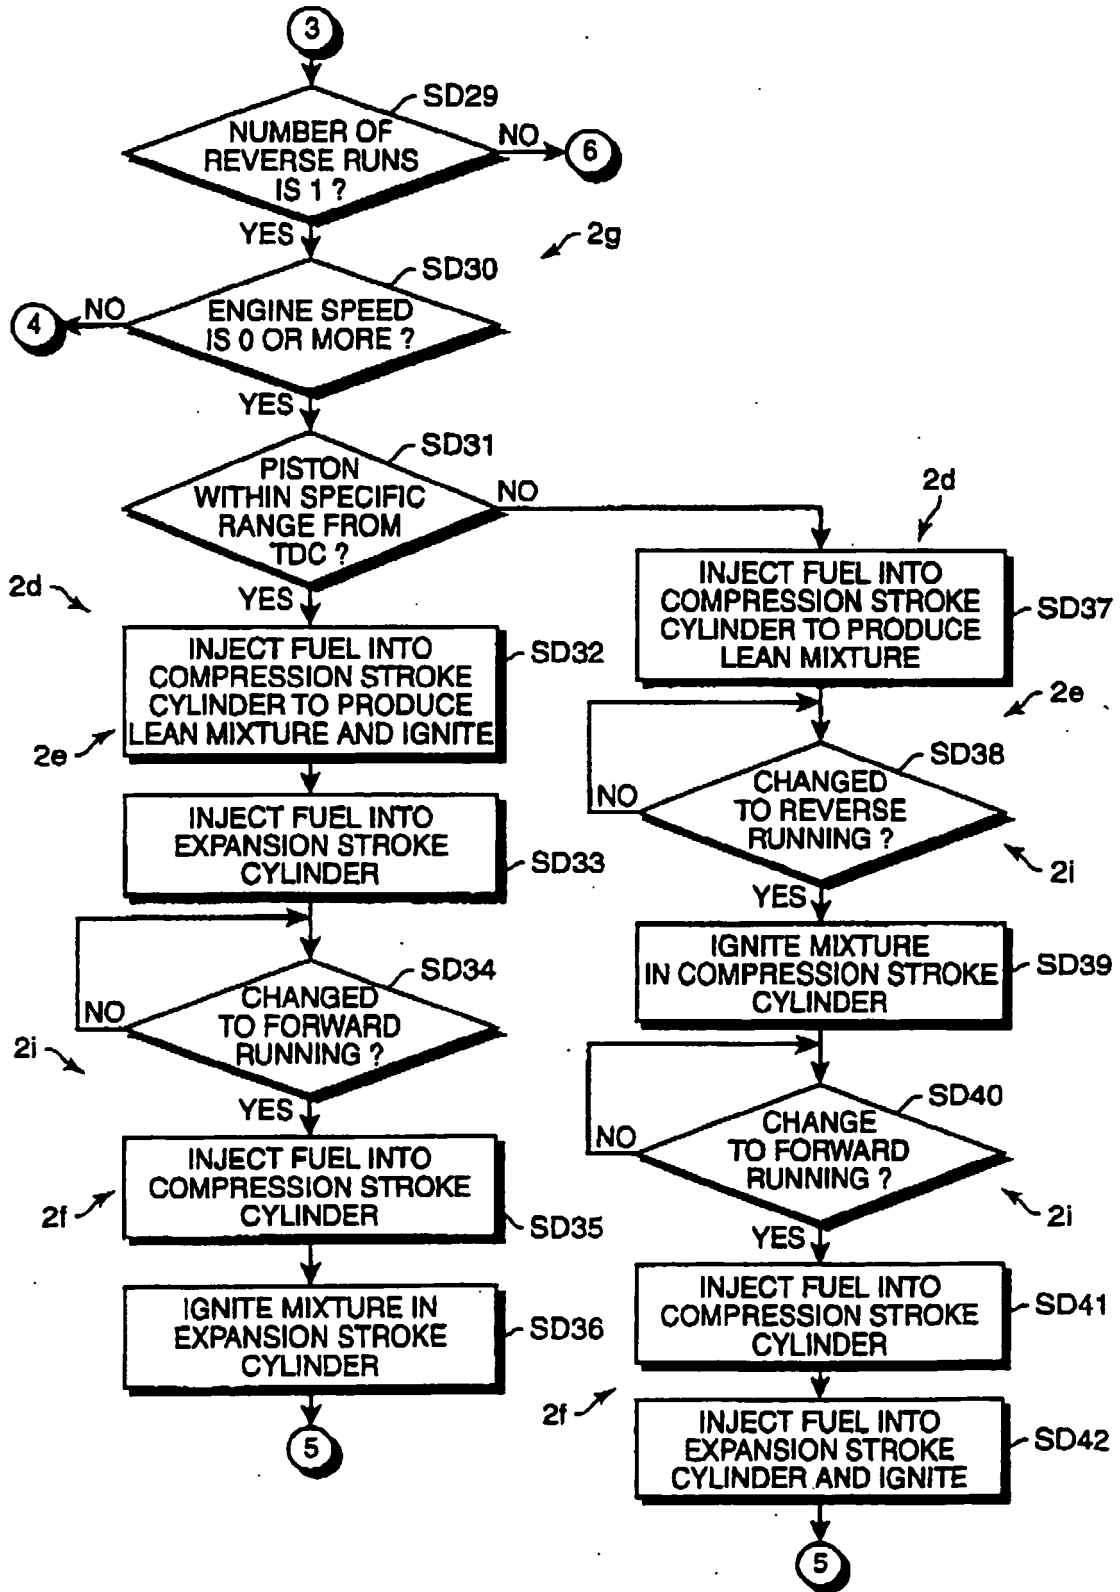 3
SD29
NUMBER OF
REVERSE RUNS
IS 1 ?
NO
6
YES
2g
SD30
ENGINE SPEED
IS 0 OR MORE ?
NO
4
YES
SD31
PISTON
WITHIN SPECIFIC
RANGE FROM
TDC ?
NO
YES
2d
INJECT FUEL INTO
COMPRESSION STROKE
CYLINDER TO PRODUCE
LEAN MIXTURE AND IGNITE
SD32
2e
INJECT FUEL INTO
EXPANSION STROKE
CYLINDER
SD33
SD34
CHANGED
TO FORWARD
RUNNING ?
NO
2i
YES
INJECT FUEL INTO
COMPRESSION STROKE
CYLINDER
2f
SD35
IGNITE MIXTURE IN
EXPANSION STROKE
CYLINDER
SD36
5
2d
INJECT FUEL INTO
COMPRESSION STROKE
CYLINDER TO PRODUCE
LEAN MIXTURE
SD37
2e
SD38
CHANGED
TO REVERSE
RUNNING ?
NO
2i
YES
IGNITE MIXTURE
IN COMPRESSION STROKE
CYLINDER
SD39
SD40
CHANGE
TO FORWARD
RUNNING ?
NO
2i
YES
INJECT FUEL INTO
COMPRESSION STROKE
CYLINDER
SD41
2f
INJECT FUEL INTO
EXPANSION STROKE
CYLINDER AND IGNITE
SD42
5